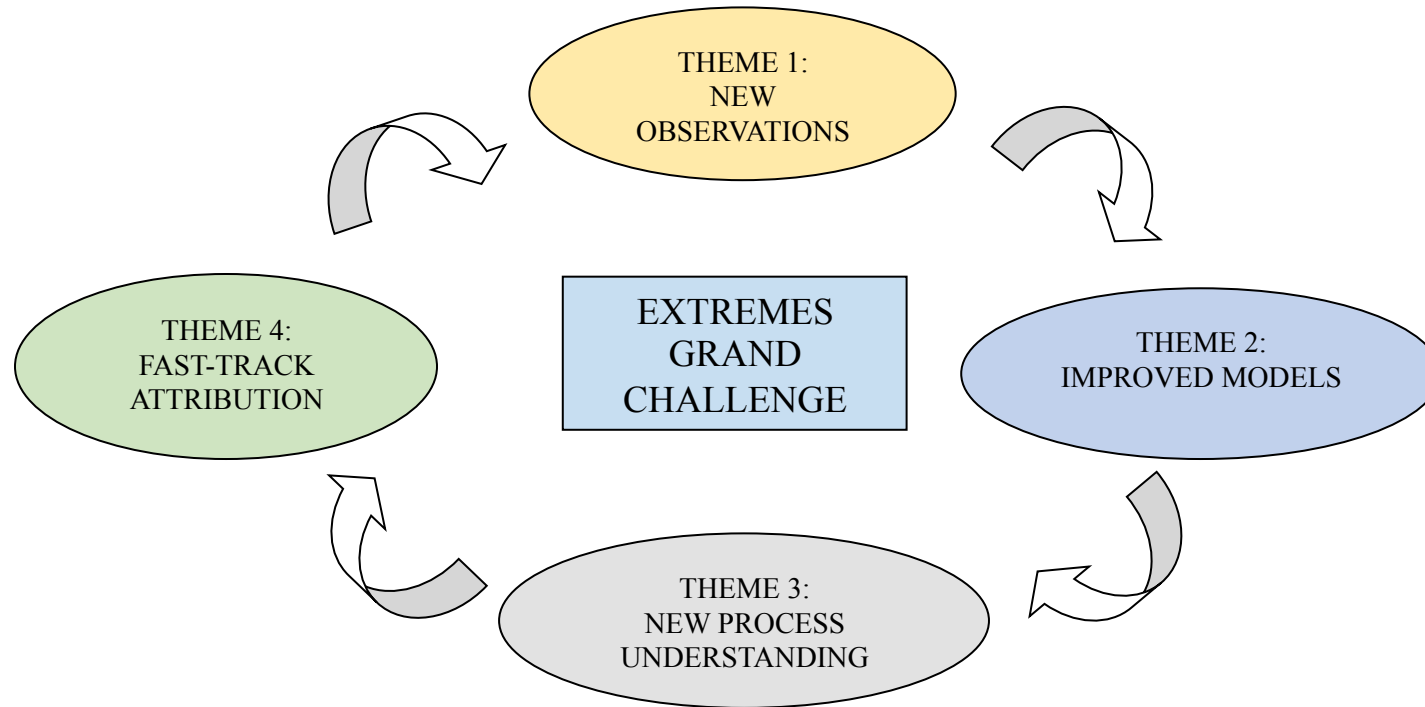 THEME 1:
NEW
OBSERVATIONS
THEME 4:
FAST-TRACK
ATTRIBUTION
EXTREMES
GRAND
CHALLENGE
THEME 2:
IMPROVED MODELS
THEME 3:
NEW PROCESS
UNDERSTANDING